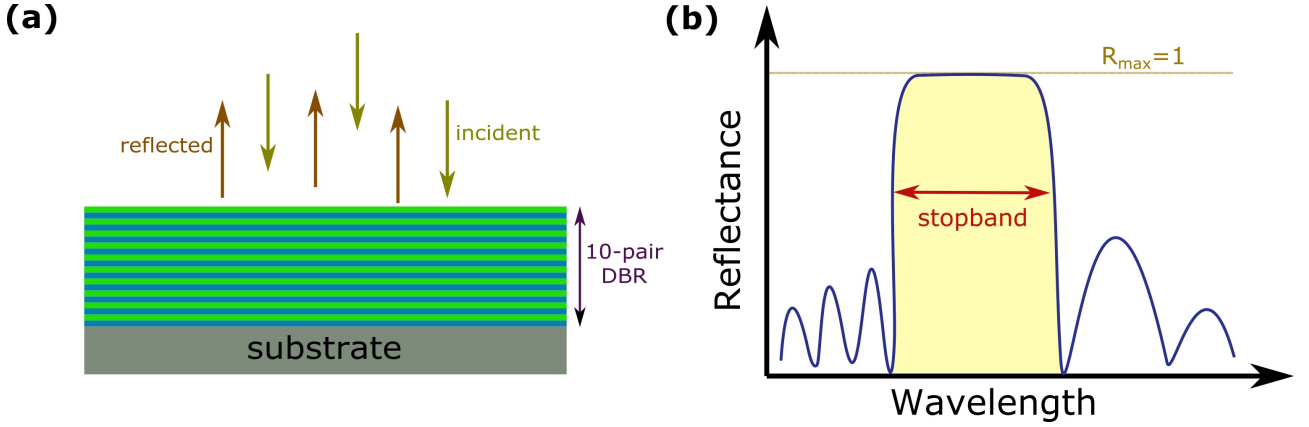 (a)
reflected
incident
10-pair
DBR
substrate
(b)
Rmax=1
stopband
Reflectance
Wavelength